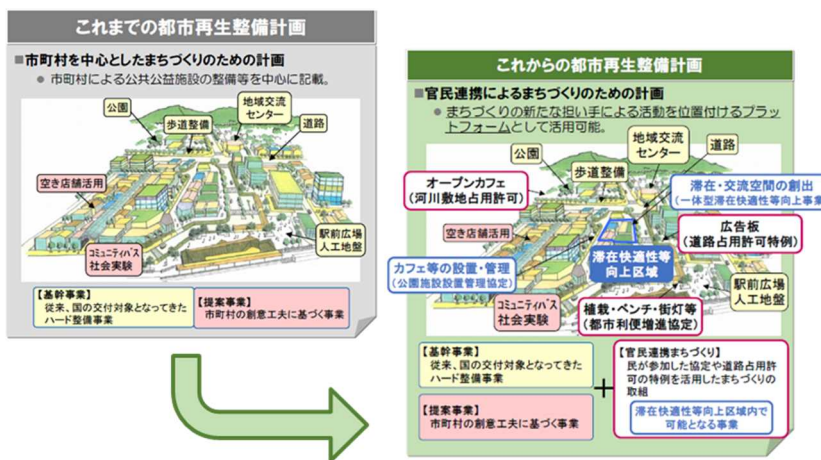 これまでの都市再生整備計画
■市町村を中心としたまちづくりのための計画
● 市町村による公共公益施設の整備等を中心に記載。
公園
歩道整備
地域交流
センター
道路
空き店舗活用
コミュニティバス
社会実験
駅前広場
人工地盤
【基幹事業】
従来、国の交付対象となってきた
ハード整備事業
【提案事業】
市町村の創意工夫に基づく事業
これからの都市再生整備計画
■官民連携によるまちづくりのための計画
● まちづくりの新たな担い手による活動を位置付けるプラッ
トフォームとして活用可能。
公園
歩道整備
地域交流
センター
道路
オープンカフェ
(河川敷地占用許可)
滞在・交流空間の創出
(一体型滞在快適性等向上事業)
空き店舗活用
広告板
(道路占用許可特例)
滞在快適性等
向上区域
カフェ等の設置・管理
(公園施設設置管理協定)
駅前広場
人工地盤
コミュニティバス
社会実験
植栽・ベンチ・街灯等
(都市利便増進協定)
【基幹事業】
従来、国の交付対象となってきた
ハード整備事業
【提案事業】
市町村の創意工夫に基づく事業
+
【官民連携まちづくり】
民が参加した協定や道路占用許
可の特例を活用したまちづくりの
取組
滞在快適性等向上区域内で
可能となる事業